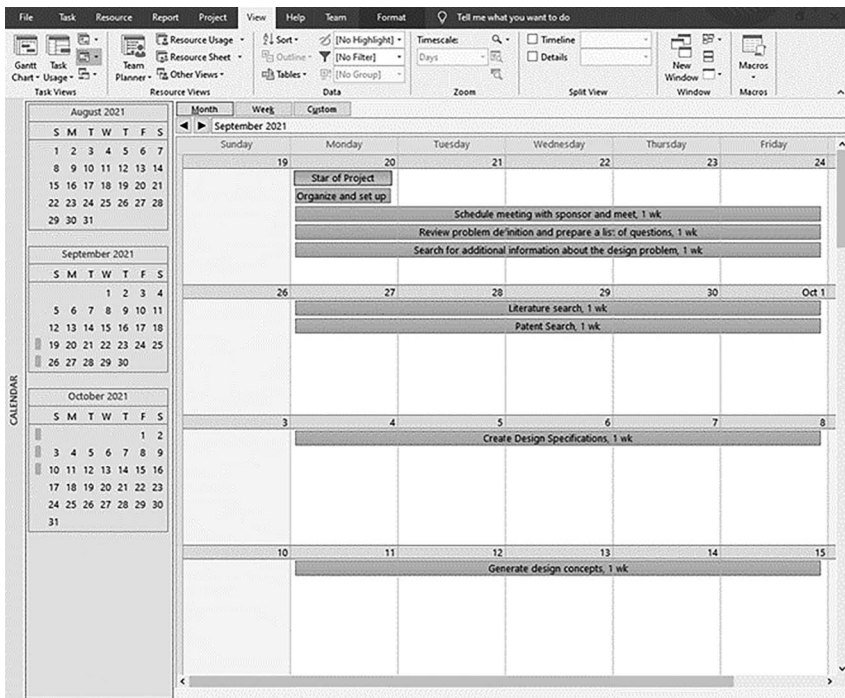 File Task Resource Report Project View Help Team Format Tell me what you want to do
Gantt Chart
Task Usage
Task Views
Team Planner
Resource Usage
Resource Sheet
Other Views
Resource Views
Sort
Outline
Tables
[No Highlight]
[No Filter]
[No Group]
Data
Timescale:
Days
Zoom
Timeline
Details
Split View
New Window
Window
Macros
Macros
CALENDAR
August 2021
S M T W T F S
1 2 3 4 5 6 7
8 9 10 11 12 13 14
15 16 17 18 19 20 21
22 23 24 25 26 27 28
29 30 31
September 2021
S M T W T F S
1 2 3 4
5 6 7 8 9 10 11
12 13 14 15 16 17 18
19 20 21 22 23 24 25
26 27 28 29 30
October 2021
S M T W T F S
1 2
3 4 5 6 7 8 9
10 11 12 13 14 15 16
17 18 19 20 21 22 23
24 25 26 27 28 29 30
31
Month Week Custom
September 2021
Sunday Monday Tuesday Wednesday Thursday Friday
19 20 21 22 23 24
Star of Project
Organize and set up
Schedule meeting with sponsor and meet, 1 wk
Review problem definition and prepare a list of questions, 1 wk
Search for additional information about the design problem, 1 wk
26 27 28 29 30 Oct 1
Literature search, 1 wk
Patent Search, 1 wk
3 4 5 6 7 8
Create Design Specifications, 1 wk
10 11 12 13 14 15
Generate design concepts, 1 wk